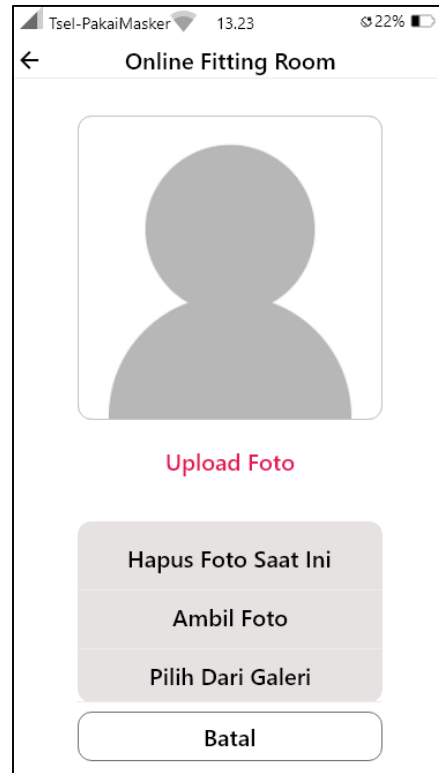 Tsel-PakaiMasker 13.23 22%
Online Fitting Room
Upload Foto
Hapus Foto Saat Ini
Ambil Foto
Pilih Dari Galeri
Batal